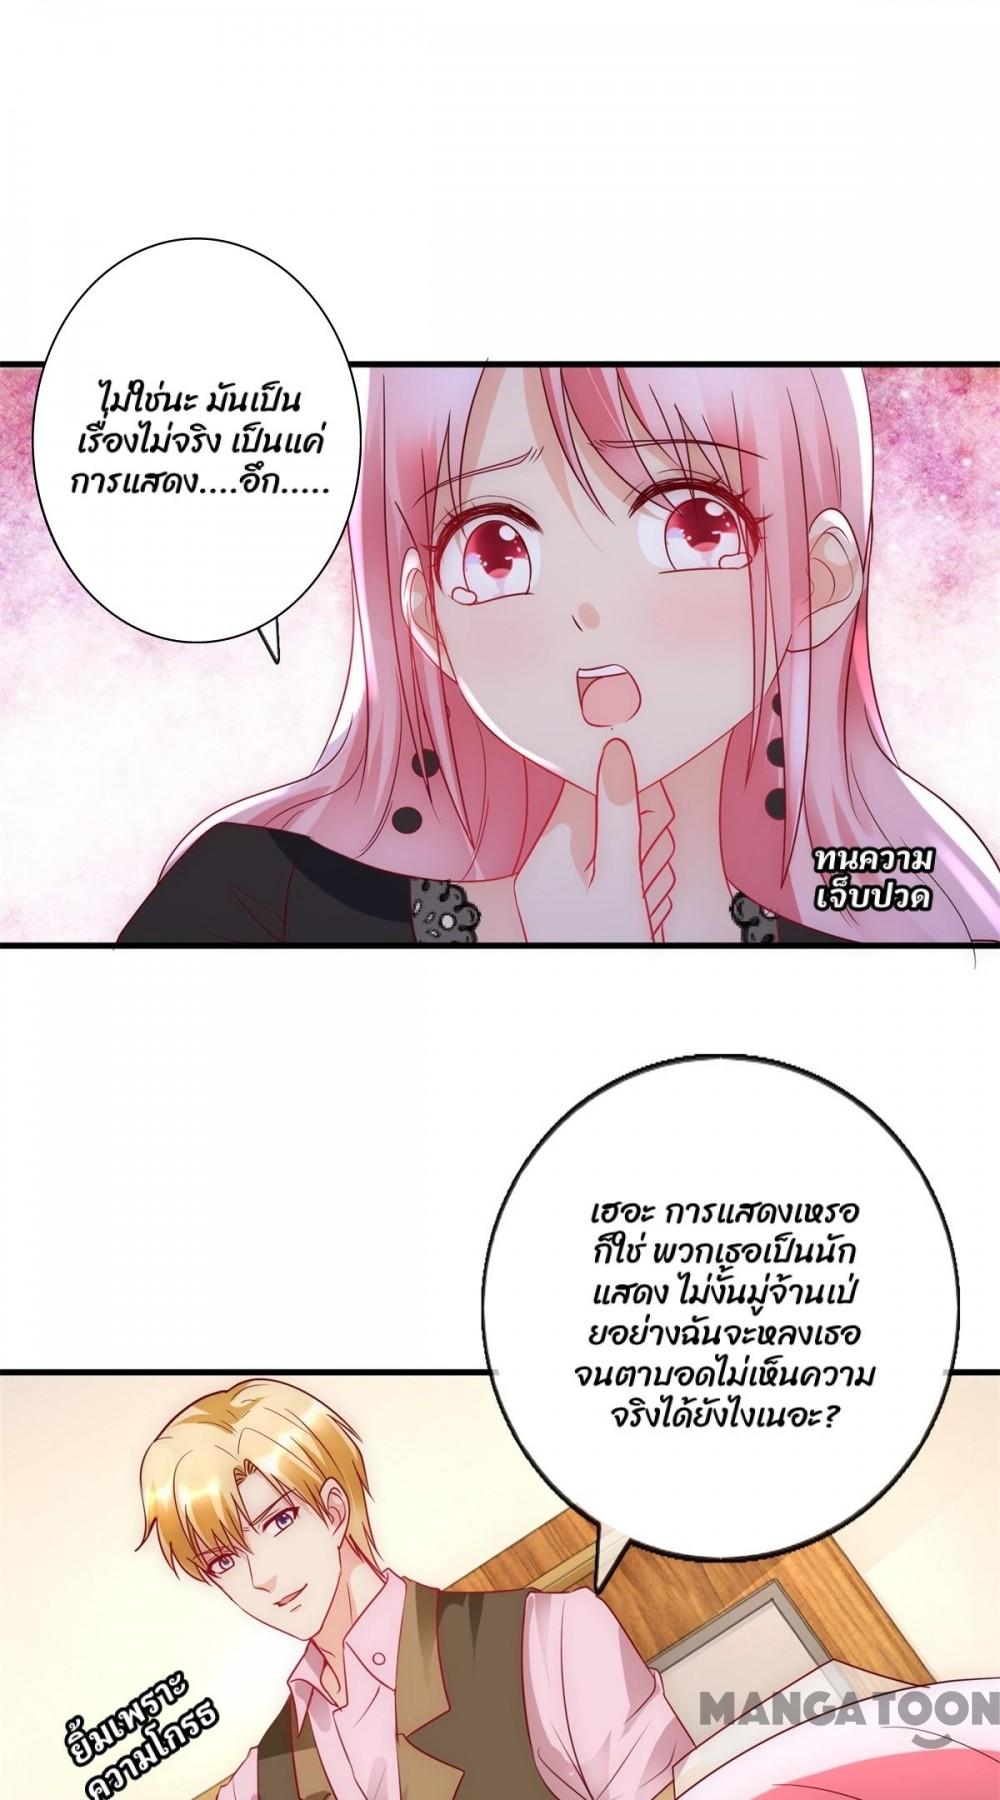 ไม่ใช่นะ มันเป็น
เรื่องไม่จริง เป็นแค่
การแสดง....อึก.....
ทนความ
เจ็บปวด
เฮอะ การแสดงเหรอ
ก็ใช่ พวกเธอเป็นนัก
แสดง ไม่งั้นมู่จ้านเป่
ยอย่างฉันจะหลงเธอ
จนตาบอดไม่เห็นความ
จริงได้ยังไงเนอะ?
ยิ้มเพราะ
ความโกรธ
MANGATOON